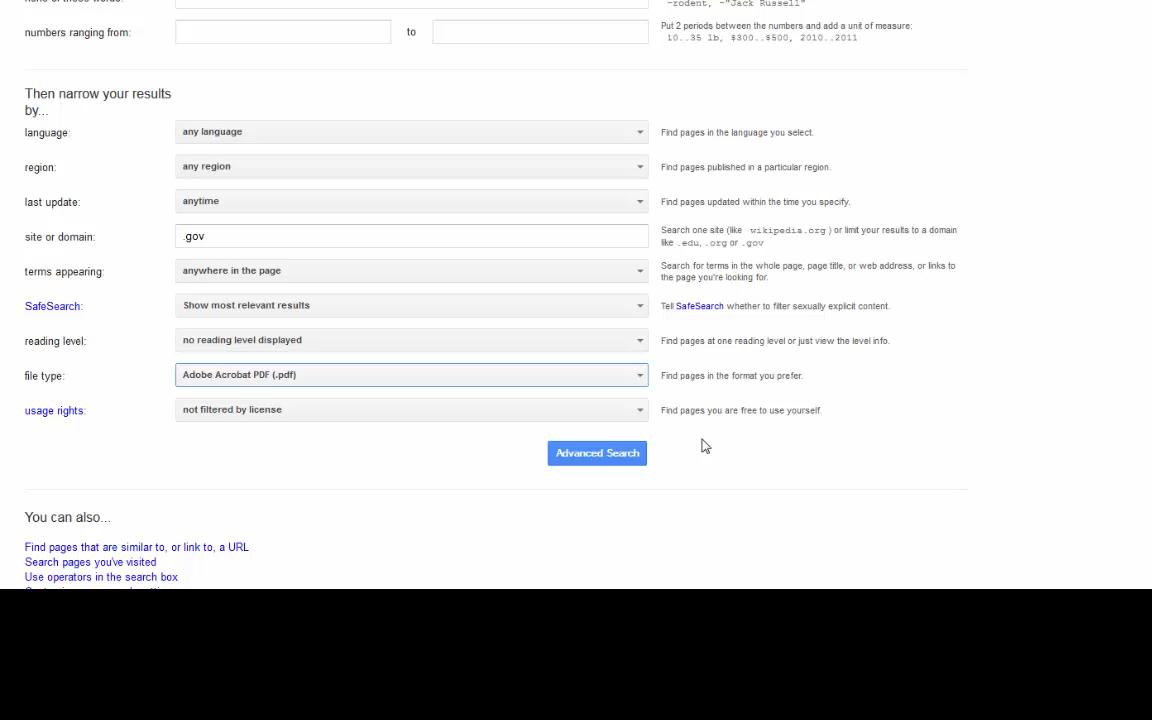 none of these words:
-rodent, -"Jack Russell"
numbers ranging from:
to
Put 2 periods between the numbers and add a unit of measure:
10..35 lb, $300..$500, 2010..2011
Then narrow your results
by...
language:
any language
Find pages in the language you select.
region:
any region
Find pages published in a particular region.
last update:
anytime
Find pages updated within the time you specify.
site or domain:
.gov
Search one site (like wikipedia.org ) or limit your results to a domain
like .edu, .org or .gov
terms appearing:
anywhere in the page
Search for terms in the whole page, page title, or web address, or links to
the page you're looking for.
SafeSearch:
Show most relevant results
Tell SafeSearch whether to filter sexually explicit content.
reading level:
no reading level displayed
Find pages at one reading level or just view the level info.
file type:
Adobe Acrobat PDF (.pdf)
Find pages in the format you prefer.
usage rights:
not filtered by license
Find pages you are free to use yourself.
Advanced Search
You can also...
Find pages that are similar to, or link to, a URL
Search pages you've visited
Use operators in the search box